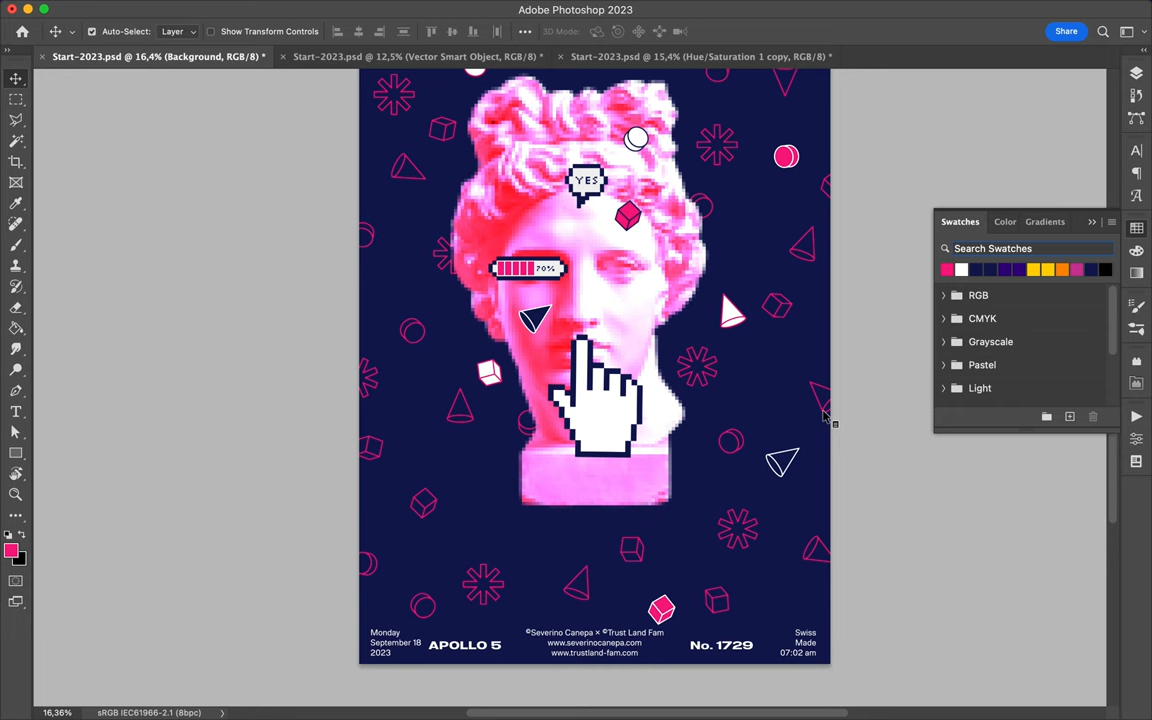 Adobe Photoshop 2023
Auto-Select: Layer Show Transform Controls 3D Mode: Share
Start-2023.psd @ 16,4% (Background, RGB/8) * Start-2023.psd @ 12,5% (Vector Smart Object, RGB/8) * Start-2023.psd @ 15,4% (Hue/Saturation 1 copy, RGB/8) *
YES
70%
Swatches Color Gradients
Search Swatches
RGB
CMYK
Grayscale
Pastel
Light
Monday
September 18
2023
APOLLO 5
©Severino Canepa × ©Trust Land Fam
www.severinocanepa.com
www.trustland-fam.com
No. 1729
Swiss
Made
07:02 am
16,36% sRGB IEC61966-2.1 (8bpc)